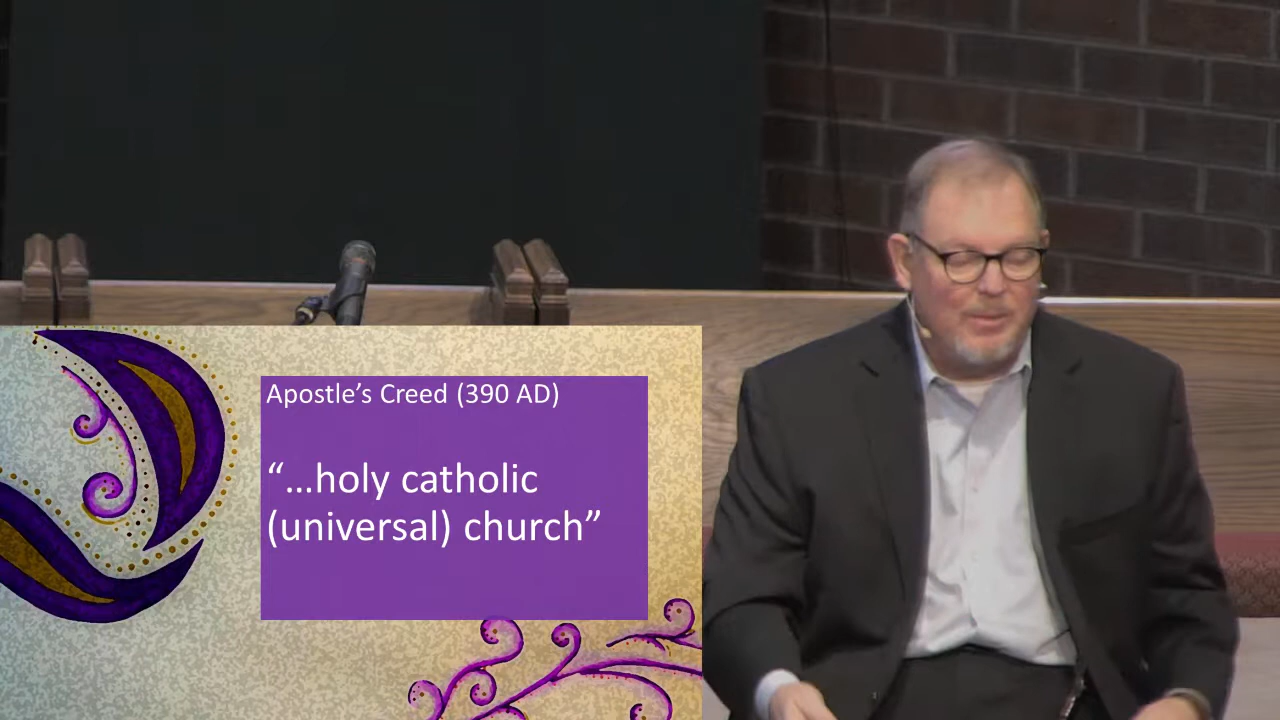 Apostle’s Creed (390 AD)
“…holy catholic
(universal) church”